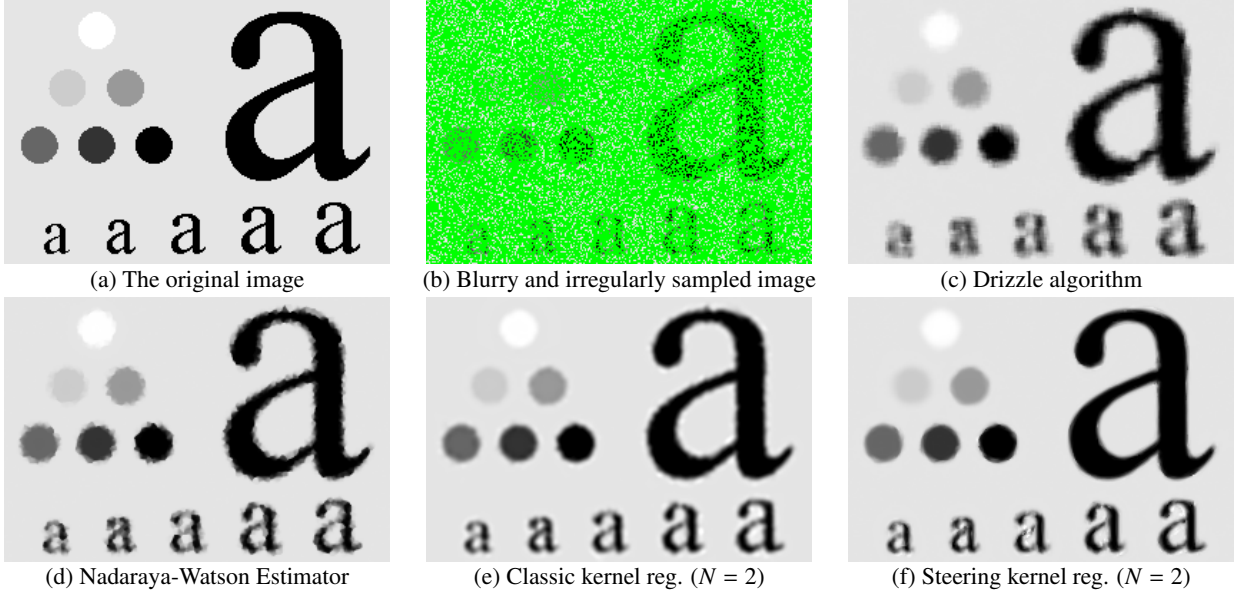 a
a a a a a
a
a a a a a
a
a a a a a
(a) The original image
(b) Blurry and irregularly sampled image
(c) Drizzle algorithm
a
a a a a a
a
a a a a a
a
a a a a a
(d) Nadaraya-Watson Estimator
(e) Classic kernel reg. (N = 2)
(f) Steering kernel reg. (N = 2)